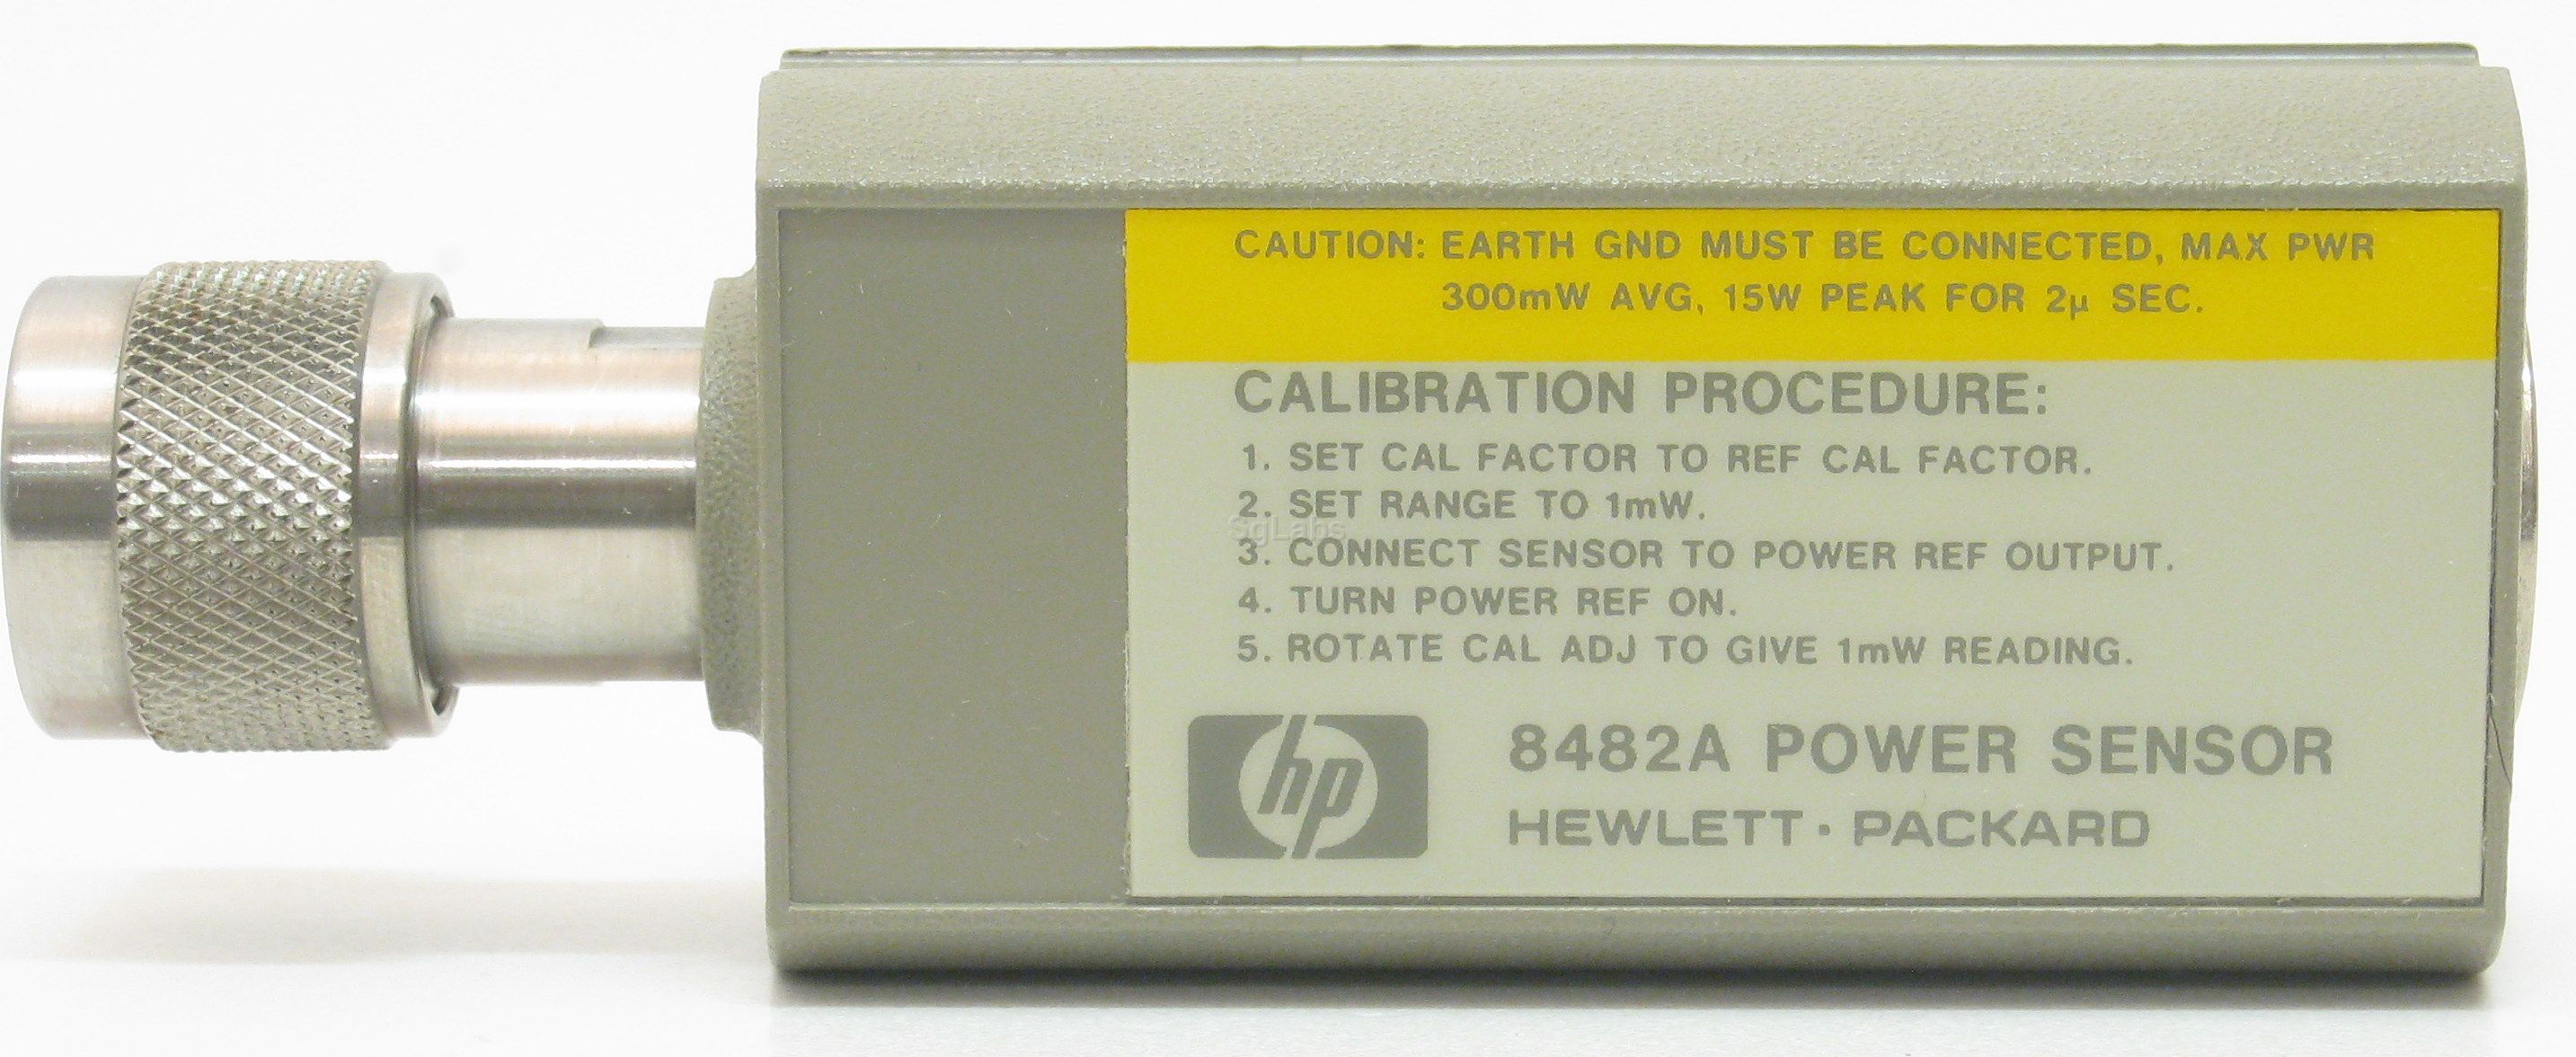 CAUTION: EARTH GND MUST BE CONNECTED, MAX PWR
300mW AVG, 15W PEAK FOR 2µ SEC.
CALIBRATION PROCEDURE:
1. SET CAL FACTOR TO REF CAL FACTOR.
2. SET RANGE TO 1mW.
SgLabs
3. CONNECT SENSOR TO POWER REF OUTPUT.
4. TURN POWER REF ON.
5. ROTATE CAL ADJ TO GIVE 1mW READING.
hp
8482A POWER SENSOR
HEWLETT · PACKARD